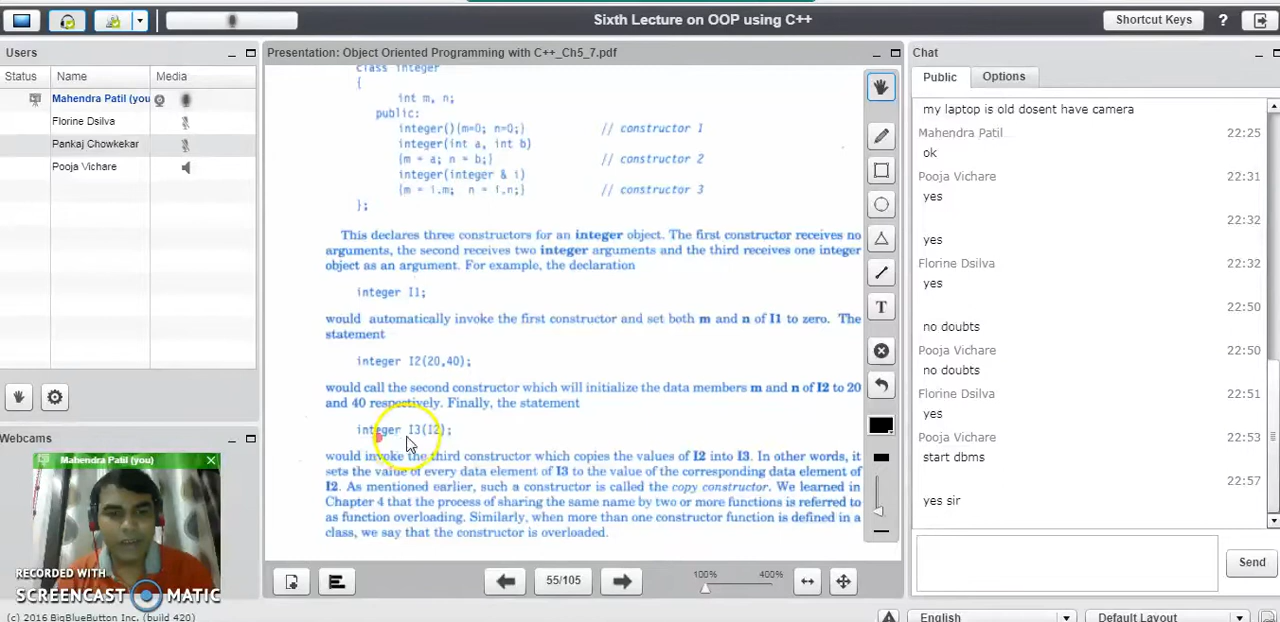 Sixth Lecture on OOP using C++
Shortcut Keys
?
Users
Status Name Media
Mahendra Patil (you
Florine Dsilva
Pankaj Chowkekar
Pooja Vichare
Webcams
Mahendra Patil (you)
RECORDED WITH
SCREENCAST MATIC
(c) 2016 BigBlueButton Inc. (build 420)
Presentation: Object Oriented Programming with C++_Ch5_7.pdf
class integer
{
int m, n;
public:
integer(){m=0; n=0;} // constructor 1
integer(int a, int b)
{m = a; n = b;} // constructor 2
integer(integer & i)
{m = i.m; n = i.n;} // constructor 3
};
This declares three constructors for an integer object. The first constructor receives no
arguments, the second receives two integer arguments and the third receives one integer
object as an argument. For example, the declaration
integer I1;
would automatically invoke the first constructor and set both m and n of I1 to zero. The
statement
integer I2(20,40);
would call the second constructor which will initialize the data members m and n of I2 to 20
and 40 respectively. Finally, the statement
integer I3(I2);
would invoke the third constructor which copies the values of I2 into I3. In other words, it
sets the value of every data element of I3 to the value of the corresponding data element of
I2. As mentioned earlier, such a constructor is called the copy constructor. We learned in
Chapter 4 that the process of sharing the same name by two or more functions is referred to
as function overloading. Similarly, when more than one constructor function is defined in a
class, we say that the constructor is overloaded.
T
55/105
100% 400%
Chat
Public Options
my laptop is old dosent have camera
Mahendra Patil 22:25
ok
Pooja Vichare 22:31
yes
22:32
yes
Florine Dsilva 22:32
yes
22:50
no doubts
Pooja Vichare 22:50
no doubts
Florine Dsilva 22:51
yes
Pooja Vichare 22:53
start dbms
22:57
yes sir
Send
English
Default Layout